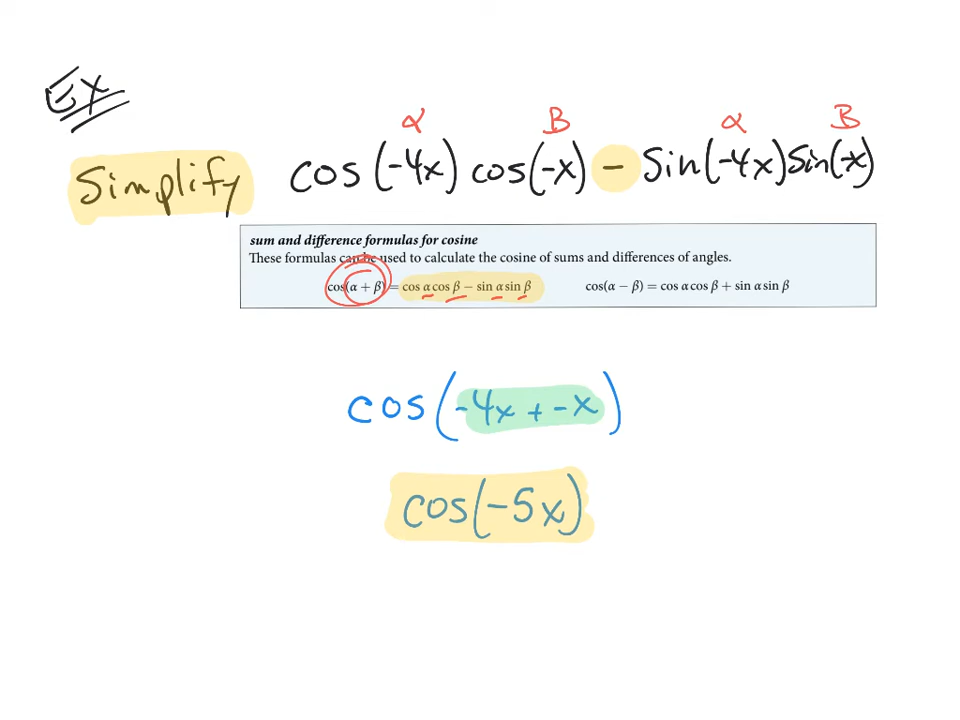 Ex
α B α B
Simplify cos(-4x) cos(-x) - sin(-4x) sin(-x)
sum and difference formulas for cosine
These formulas can be used to calculate the cosine of sums and differences of angles.
cos(α + β) = cos α cos β − sin α sin β cos(α − β) = cos α cos β + sin α sin β
cos(-4x + -x)
cos(-5x)